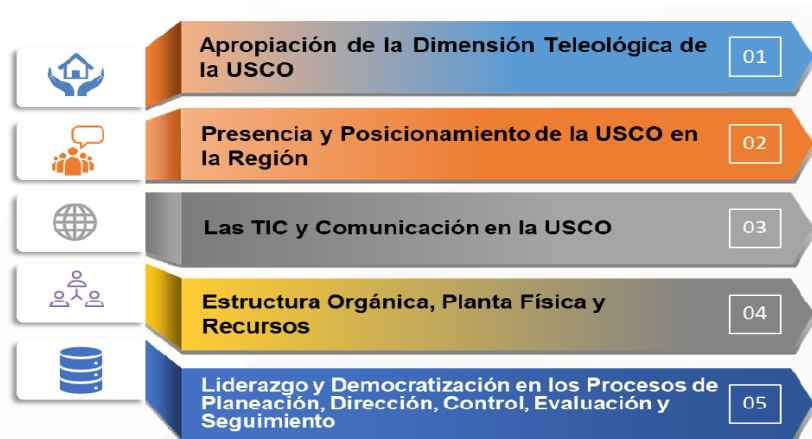 Apropiación de la Dimensión Teleológica de
la USCO
01
Presencia y Posicionamiento de la USCO en
la Región
02
Las TIC y Comunicación en la USCO
03
Estructura Orgánica, Planta Física y
Recursos
04
Liderazgo y Democratización en los Procesos de
Planeación, Dirección, Control, Evaluación y
Seguimiento
05